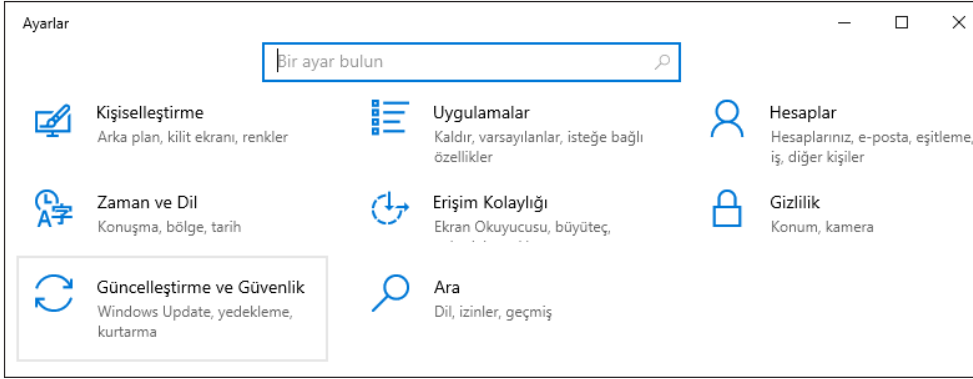 Ayarlar
Bir ayar bulun
Kişiselleştirme
Arka plan, kilit ekranı, renkler
Uygulamalar
Kaldır, varsayılanlar, isteğe bağlı
özellikler
Hesaplar
Hesaplarınız, e-posta, eşitleme,
iş, diğer kişiler
Zaman ve Dil
Konuşma, bölge, tarih
Erişim Kolaylığı
Ekran Okuyucusu, büyüteç,
Gizlilik
Konum, kamera
Güncelleştirme ve Güvenlik
Windows Update, yedekleme,
kurtarma
Ara
Dil, izinler, geçmiş